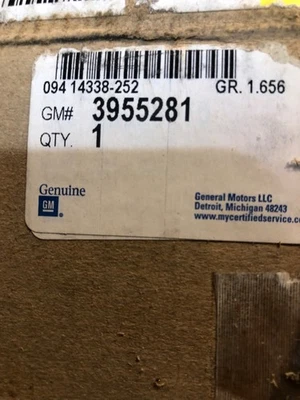 094 14338-252 GR. 1.656
GM# 3955281
QTY. 1
Genuine
GM
General Motors LLC
Detroit, Michigan 48243
www.mycertifiedservice.c